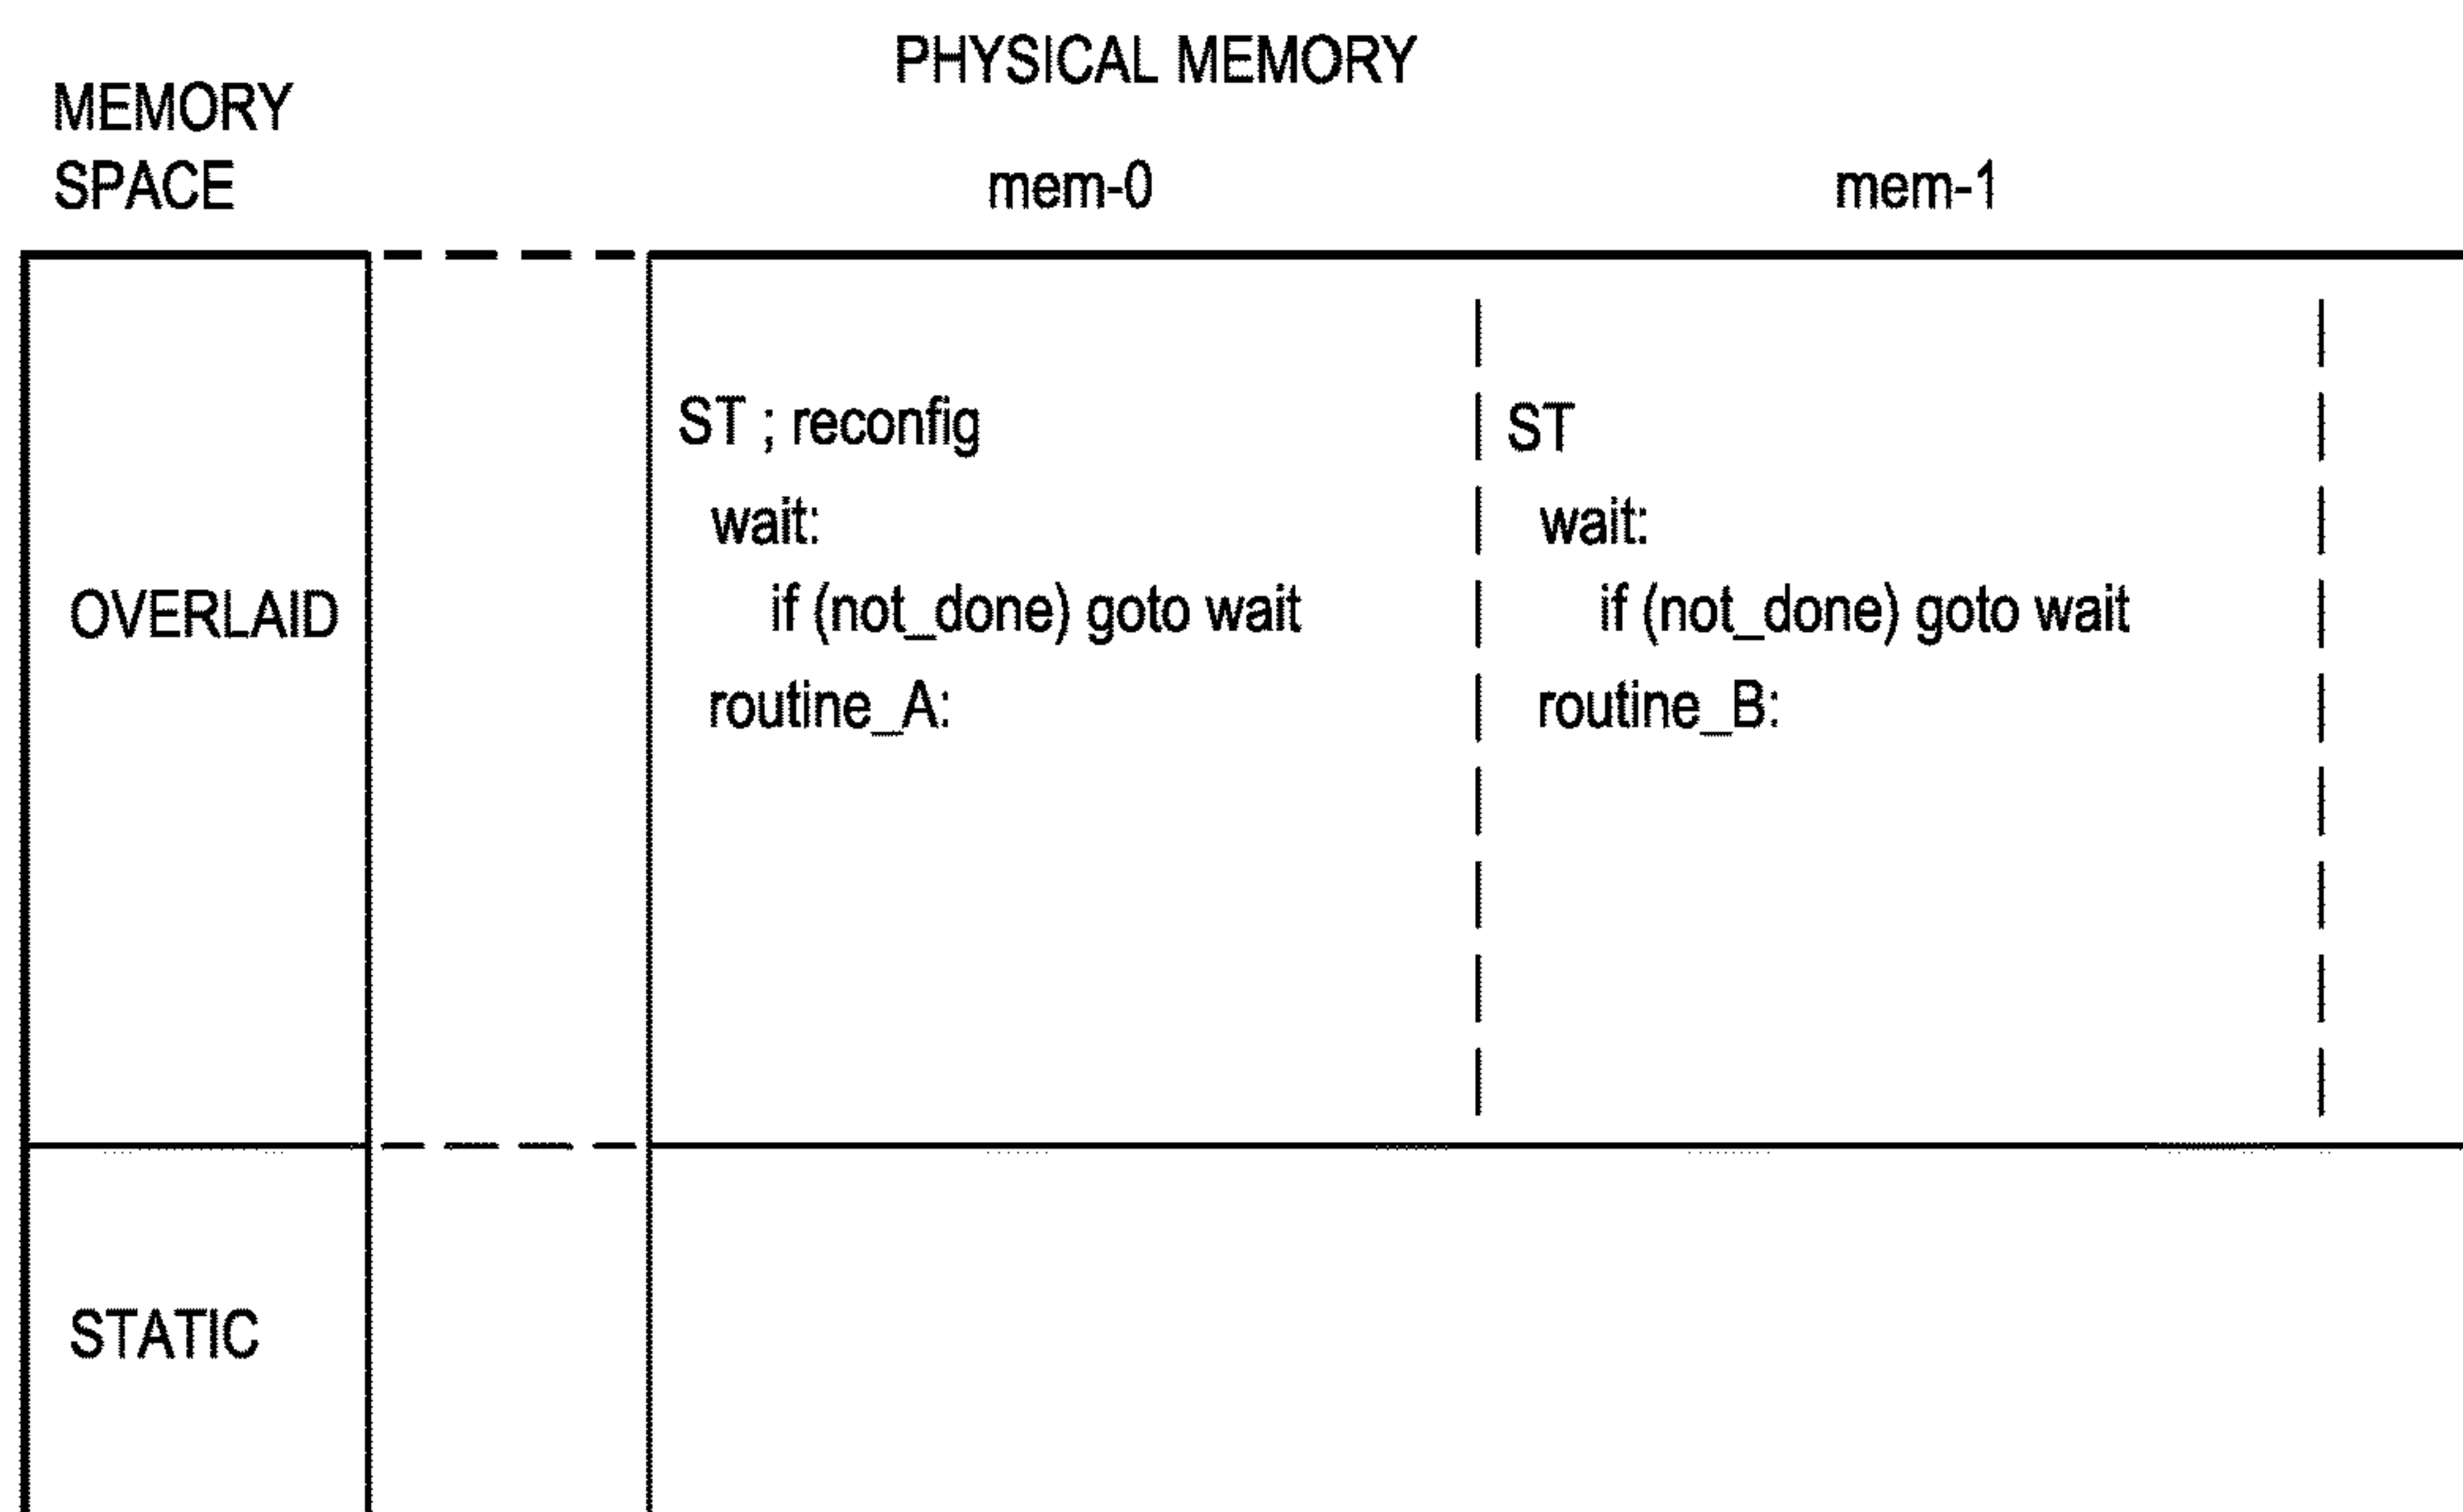 PHYSICAL MEMORY
MEMORY
SPACE
mem-0
mem-1
OVERLAID
ST ; reconfig
wait:
if (not_done) goto wait
routine_A:
ST
wait:
if (not_done) goto wait
routine_B:
STATIC